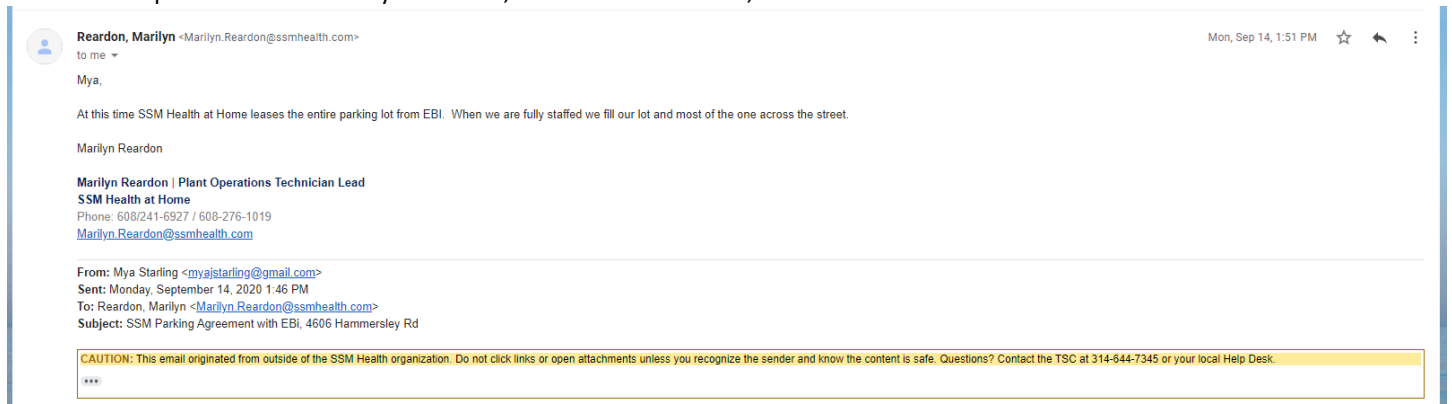 Reardon, Marilyn <Marilyn.Reardon@ssmhealth.com>
Mon, Sep 14, 1:51 PM
to me
Mya,
At this time SSM Health at Home leases the entire parking lot from EBI. When we are fully staffed we fill our lot and most of the one across the street.
Marilyn Reardon
Marilyn Reardon | Plant Operations Technician Lead
SSM Health at Home
Phone: 608/241-6927 / 608-276-1019
Marilyn.Reardon@ssmhealth.com
From: Mya Starling <myajstarling@gmail.com>
Sent: Monday, September 14, 2020 1:46 PM
To: Reardon, Marilyn <Marilyn.Reardon@ssmhealth.com>
Subject: SSM Parking Agreement with EBi, 4606 Hammersley Rd
CAUTION: This email originated from outside of the SSM Health organization. Do not click links or open attachments unless you recognize the sender and know the content is safe. Questions? Contact the TSC at 314-644-7345 or your local Help Desk.